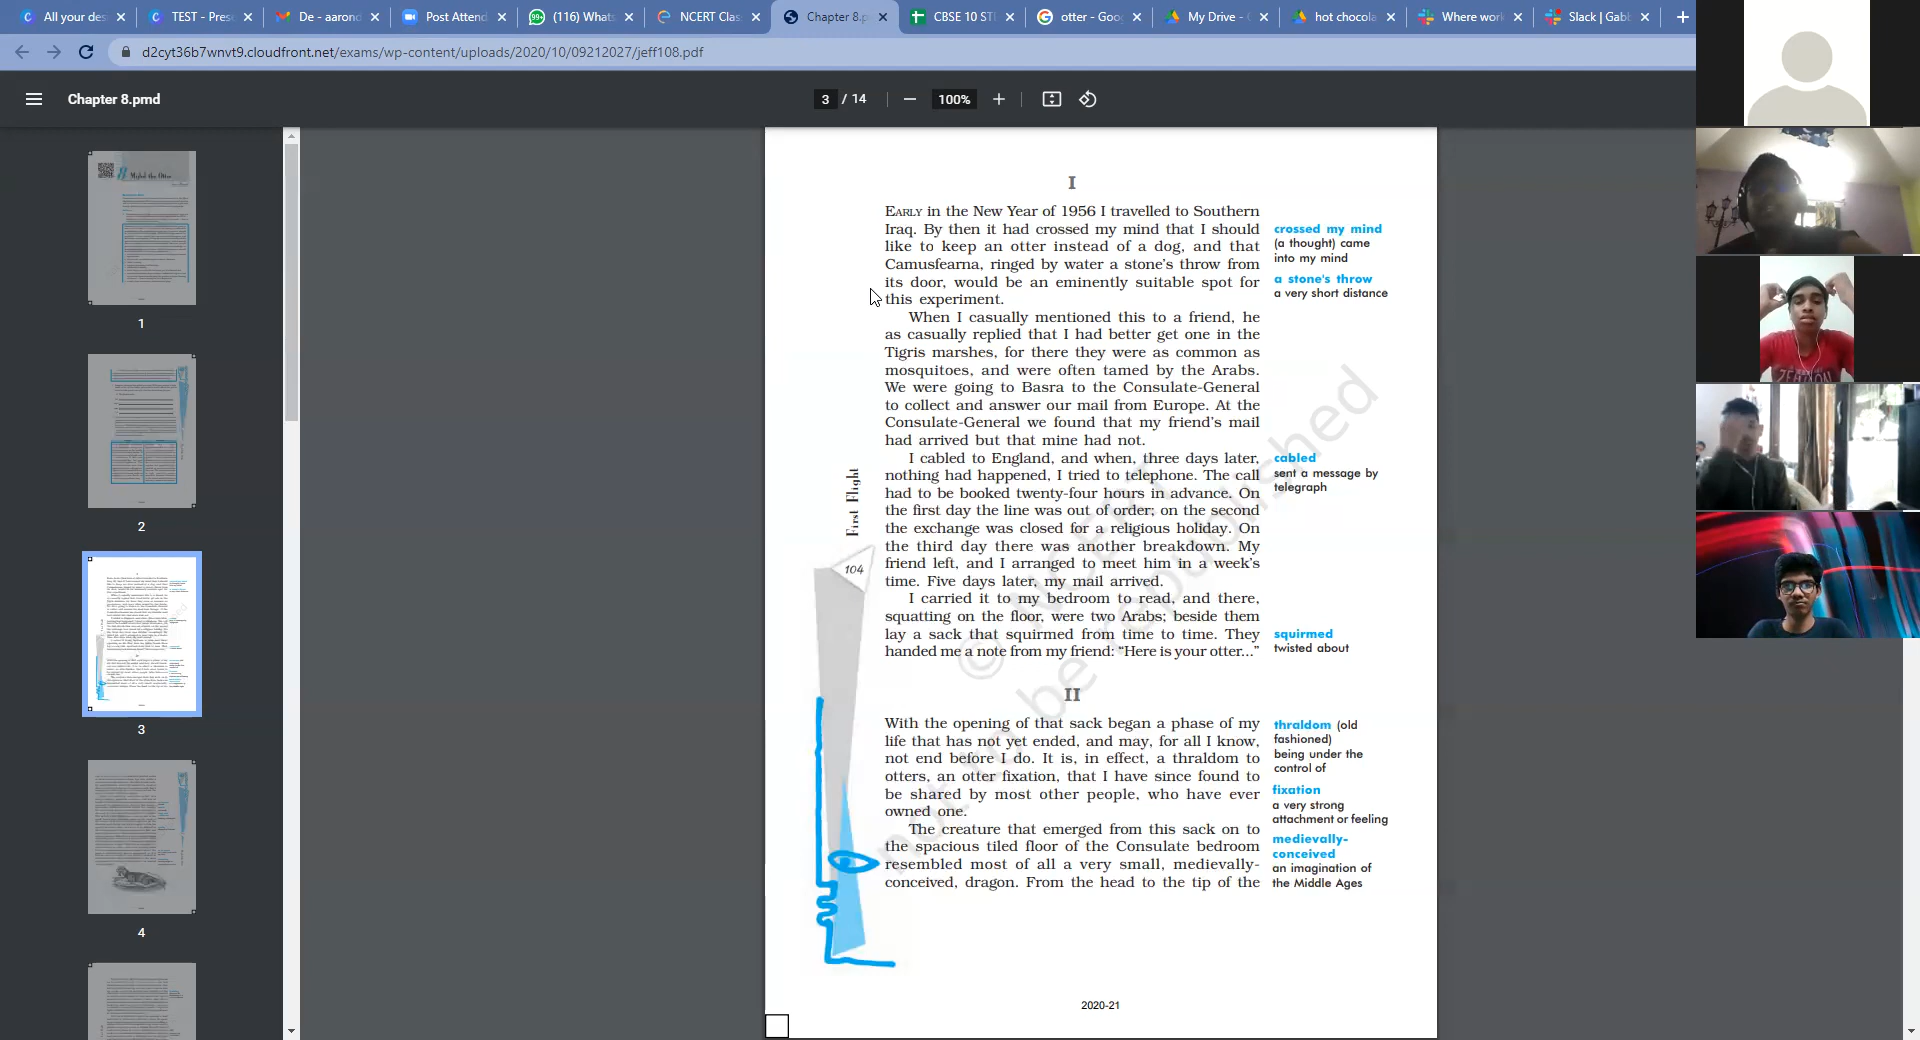 All your des
TEST - Pres
De - aarond
Post Attend
(116) Whats
NCERT Clas
Chapter 8.p
CBSE 10 ST
otter - Goo
My Drive -
hot chocola
Where wor
Slack | Gab
d2cyt36b7wnvt9.cloudfront.net/exams/wp-content/uploads/2020/10/09212027/jeff108.pdf
Chapter 8.pmd
3 / 14
100%
8 Mijbil the Otter
1
2
3
4
I
EARLY in the New Year of 1956 I travelled to Southern
Iraq. By then it had crossed my mind that I should
like to keep an otter instead of a dog, and that
Camusfearna, ringed by water a stone's throw from
its door, would be an eminently suitable spot for
this experiment.
When I casually mentioned this to a friend, he
as casually replied that I had better get one in the
Tigris marshes, for there they were as common as
mosquitoes, and were often tamed by the Arabs.
We were going to Basra to the Consulate-General
to collect and answer our mail from Europe. At the
Consulate-General we found that my friend's mail
had arrived but that mine had not.
I cabled to England, and when, three days later,
nothing had happened, I tried to telephone. The call
had to be booked twenty-four hours in advance. On
the first day the line was out of order; on the second
the exchange was closed for a religious holiday. On
the third day there was another breakdown. My
friend left, and I arranged to meet him in a week's
time. Five days later, my mail arrived.
I carried it to my bedroom to read, and there,
squatting on the floor, were two Arabs; beside them
lay a sack that squirmed from time to time. They
handed me a note from my friend: "Here is your otter..."
II
With the opening of that sack began a phase of my
life that has not yet ended, and may, for all I know,
not end before I do. It is, in effect, a thraldom to
otters, an otter fixation, that I have since found to
be shared by most other people, who have ever
owned one.
The creature that emerged from this sack on to
the spacious tiled floor of the Consulate bedroom
resembled most of all a very small, medievally-
conceived, dragon. From the head to the tip of the
crossed my mind
(a thought) came
into my mind
a stone's throw
a very short distance
cabled
sent a message by
telegraph
squirmed
twisted about
thraldom (old
fashioned)
being under the
control of
fixation
a very strong
attachment or feeling
medievally-
conceived
an imagination of
the Middle Ages
First Flight
104
© NCERT
not to be republished
2020-21